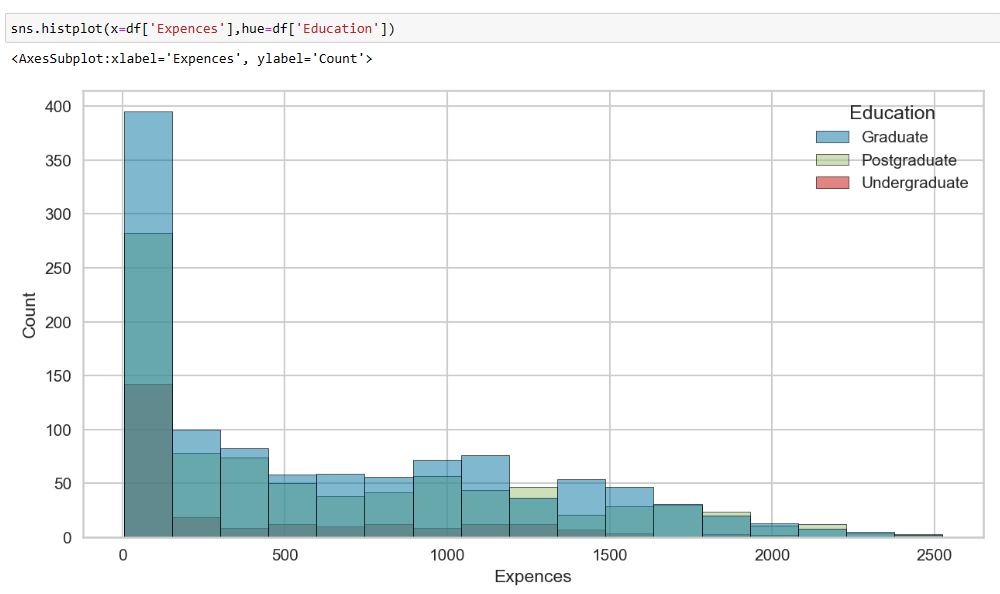 sns.histplot(x=df['Expences'],hue=df['Education'])
<AxesSubplot:xlabel='Expences', ylabel='Count'>
Education
Graduate
Postgraduate
Undergraduate
400
350
300
250
200
150
100
50
0
Count
0 500 1000 1500 2000 2500
Expences